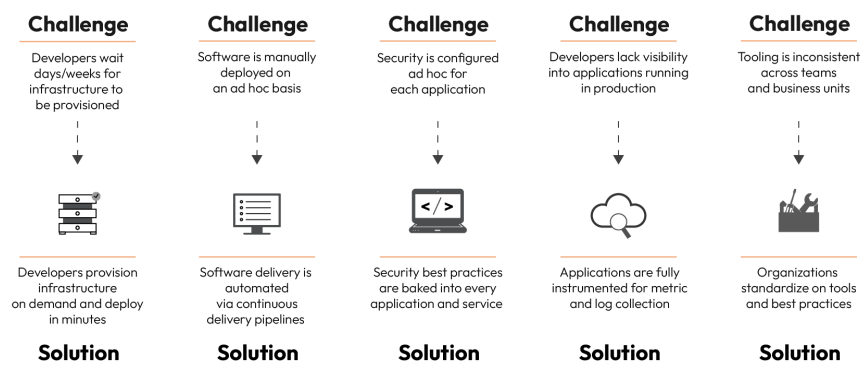 Challenge
Developers wait
days/weeks for
infrastructure to
be provisioned
Developers provision
infrastructure
on demand and deploy
in minutes
Solution
Challenge
Software is manually
deployed on
an ad hoc basis
Software delivery is
automated
via continuous
delivery pipelines
Solution
Challenge
Security is configured
ad hoc for
each application
</>
Security best practices
are baked into every
application and service
Solution
Challenge
Developers lack visibility
into applications running
in production
Applications are fully
instrumented for metric
and log collection
Solution
Challenge
Tooling is inconsistent
across teams
and business units
Organizations
standardize on tools
and best practices
Solution